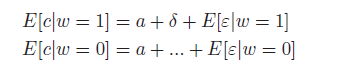 E[c|w = 1] = a + δ + E[ε|w = 1]
E[c|w = 0] = a + ... + E[ε|w = 0]